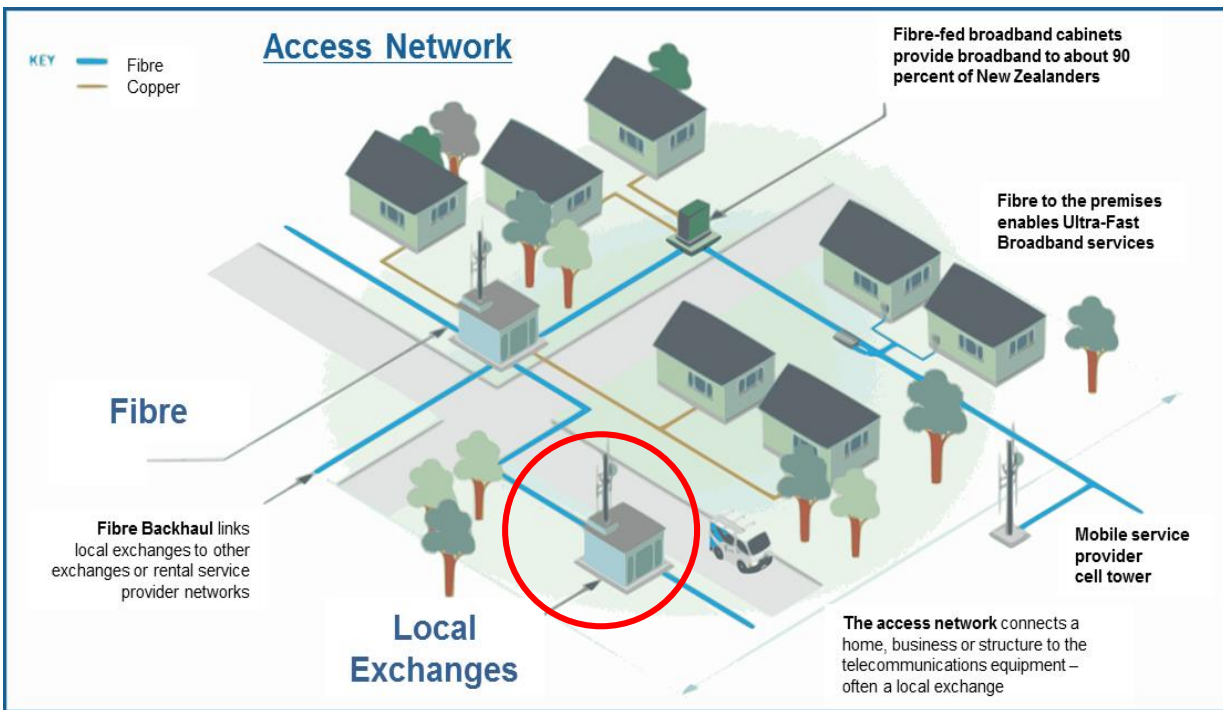 Access Network
KEY
Fibre
Copper
Fibre-fed broadband cabinets
provide broadband to about 90
percent of New Zealanders
Fibre to the premises
enables Ultra-Fast
Broadband services
Fibre
Fibre Backhaul links
local exchanges to other
exchanges or rental service
provider networks
Local
Exchanges
Mobile service
provider
cell tower
The access network connects a
home, business or structure to the
telecommunications equipment –
often a local exchange